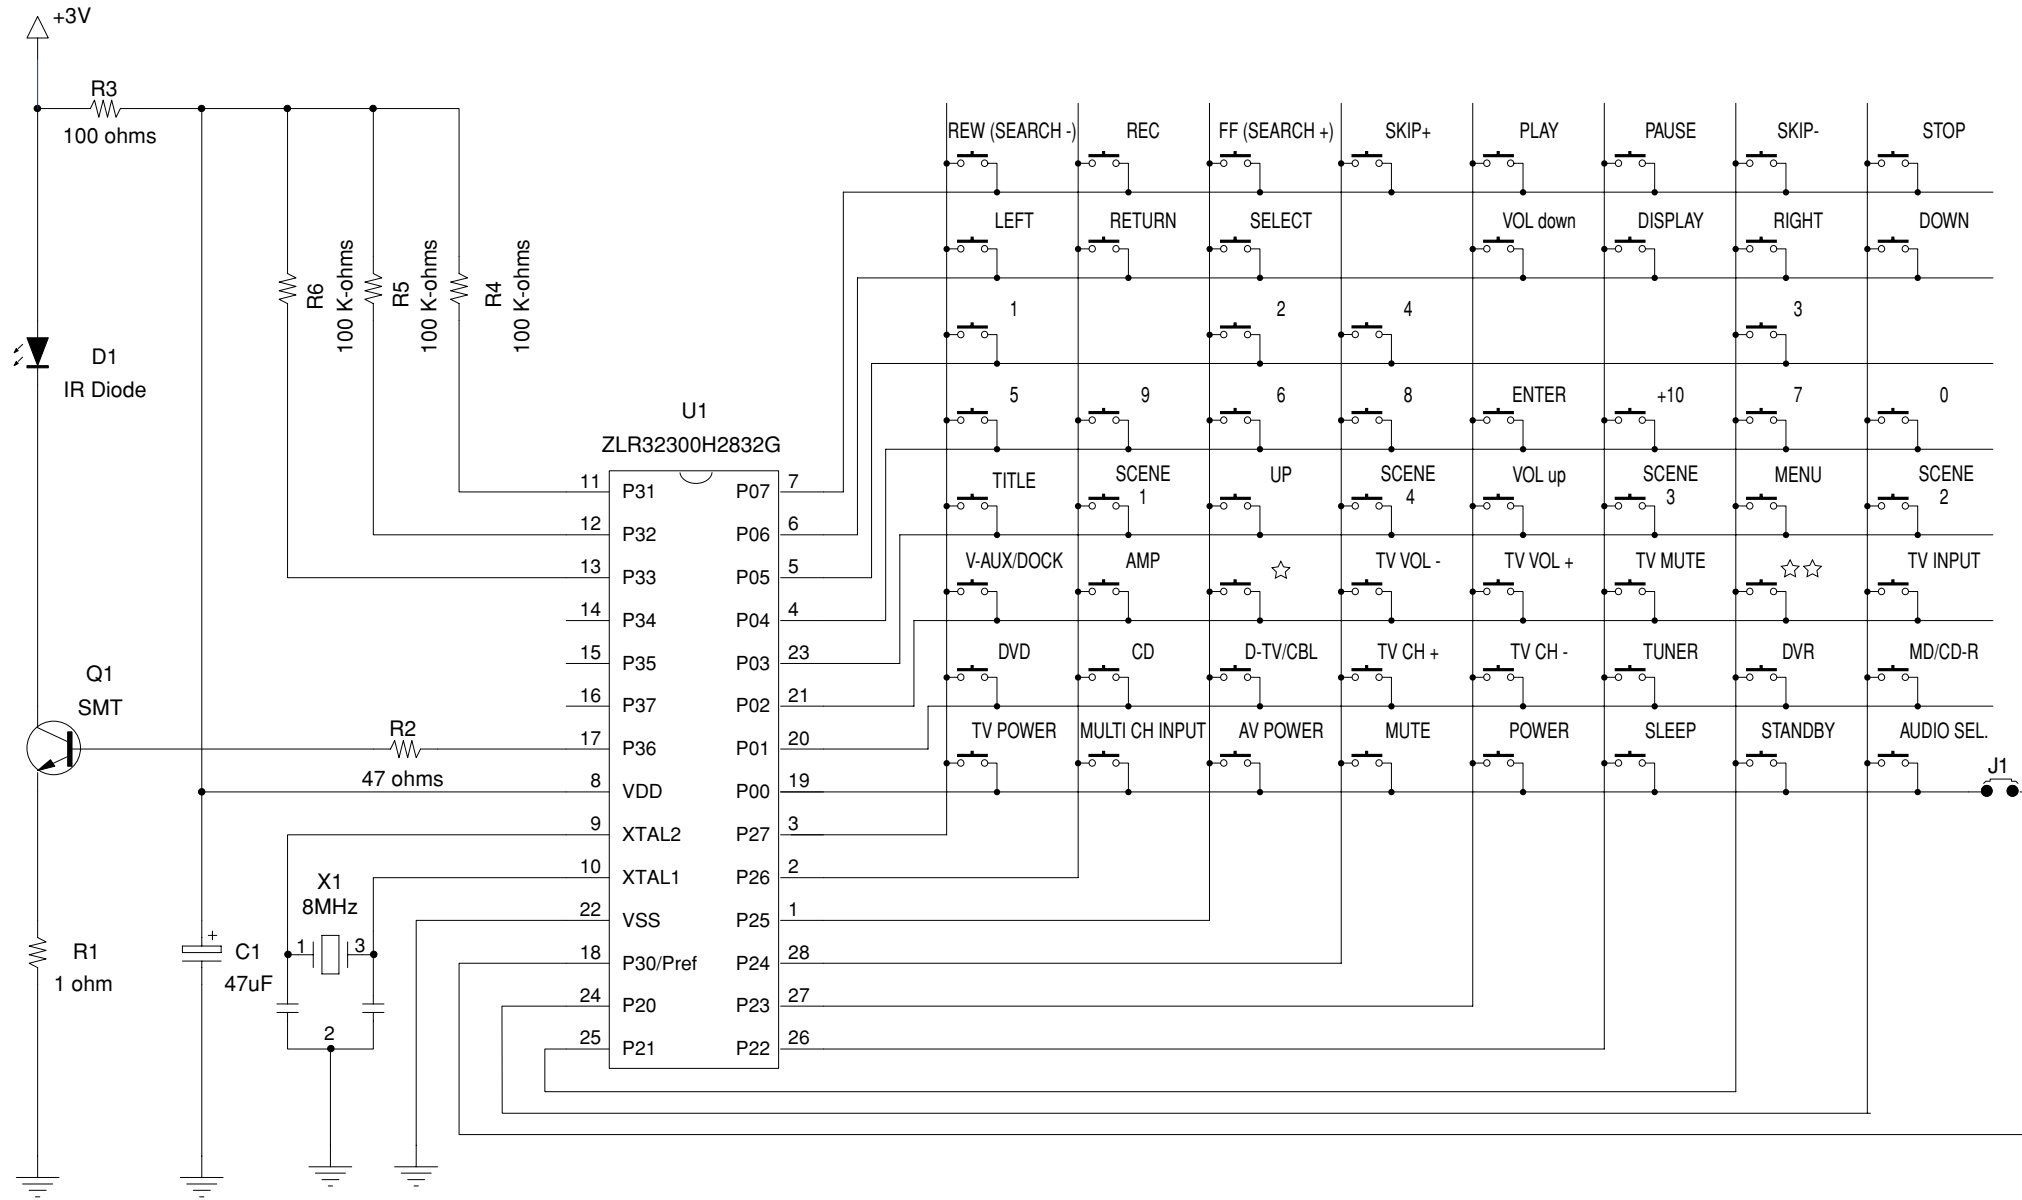 +3V
R3
100 ohms
R6
100 K-ohms
R5
100 K-ohms
R4
100 K-ohms
D1
IR Diode
Q1
SMT
R2
47 ohms
R1
1 ohm
+
C1
47uF
X1
8MHz
1
3
2
U1
ZLR32300H2832G
11 P31 P07 7
12 P32 P06 6
13 P33 P05 5
14 P34 P04 4
15 P35 P03 23
16 P37 P02 21
17 P36 P01 20
8 VDD P00 19
9 XTAL2 P27 3
10 XTAL1 P26 2
22 VSS P25 1
18 P30/Pref P24 28
24 P20 P23 27
25 P21 P22 26
REW (SEARCH -) REC FF (SEARCH +) SKIP+ PLAY PAUSE SKIP- STOP
LEFT RETURN SELECT VOL down DISPLAY RIGHT DOWN
1 2 4 3
5 9 6 8 ENTER +10 7 0
TITLE SCENE 1 UP SCENE 4 VOL up SCENE 3 MENU SCENE 2
V-AUX/DOCK AMP ☆ TV VOL - TV VOL + TV MUTE ☆☆ TV INPUT
DVD CD D-TV/CBL TV CH + TV CH - TUNER DVR MD/CD-R
TV POWER MULTI CH INPUT AV POWER MUTE POWER SLEEP STANDBY AUDIO SEL.
J1